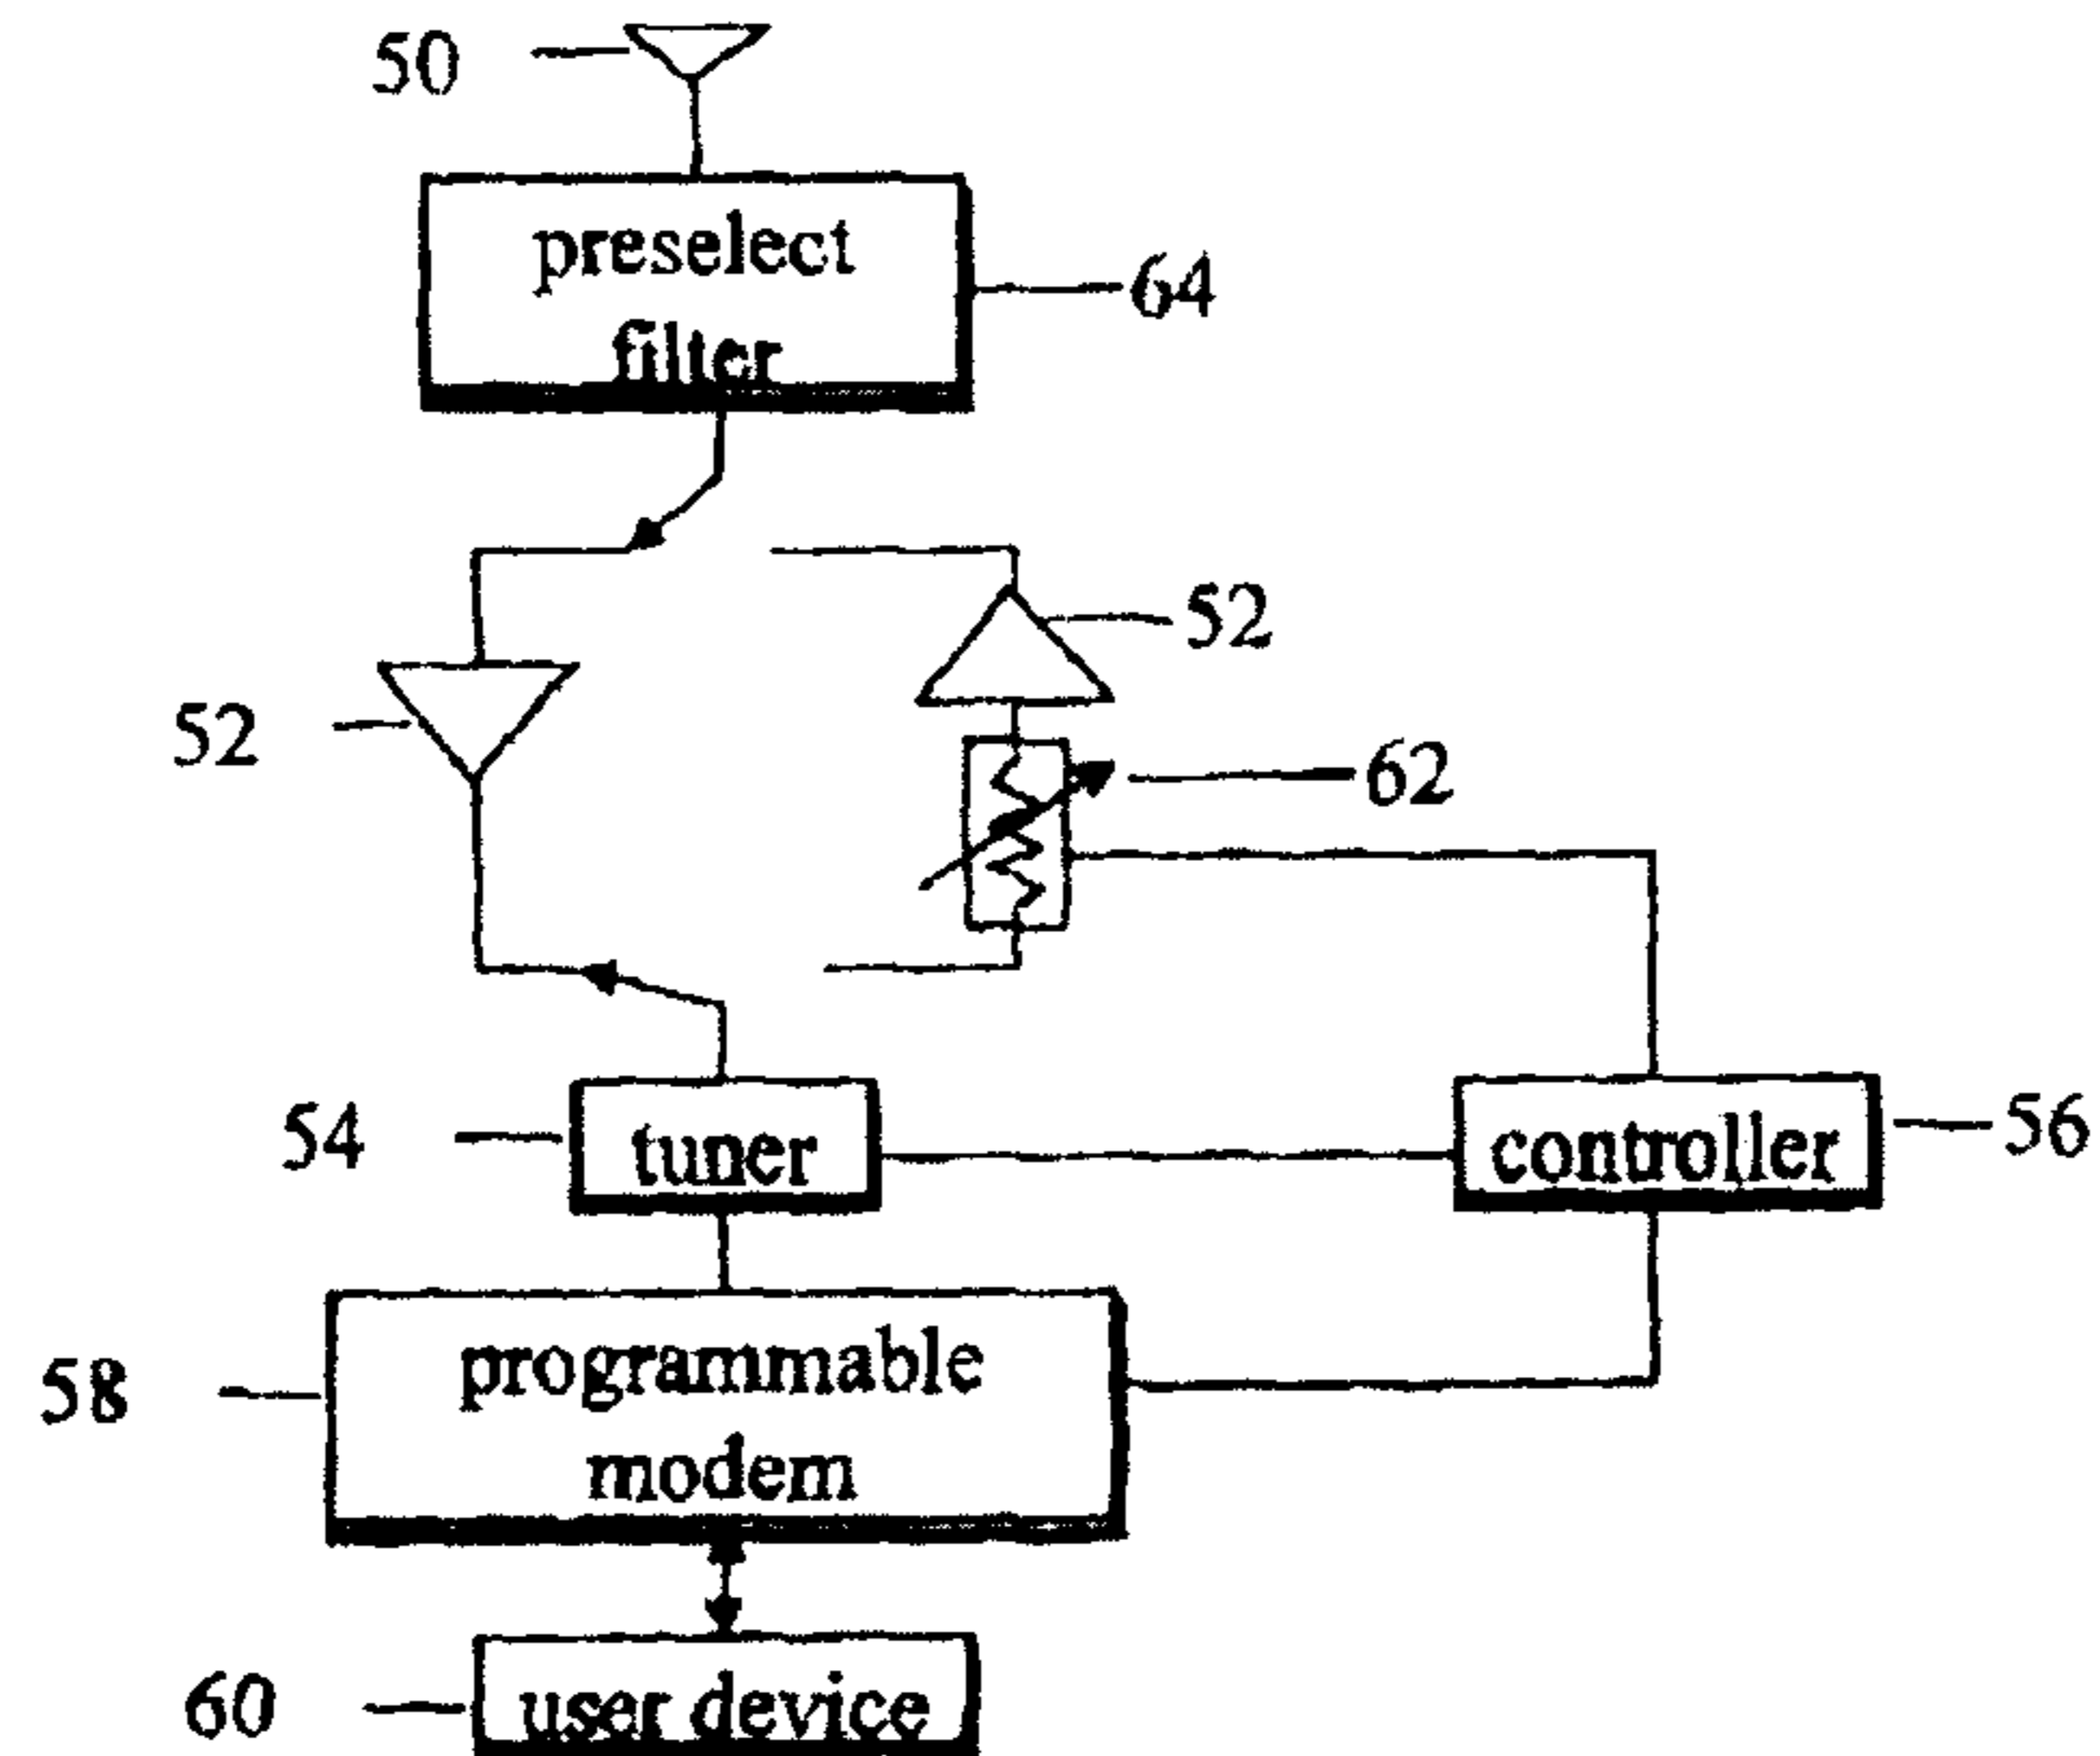 50
preselect
filter
64
52
52
62
54
tuner
controller
56
58
programmable
modem
60
user device